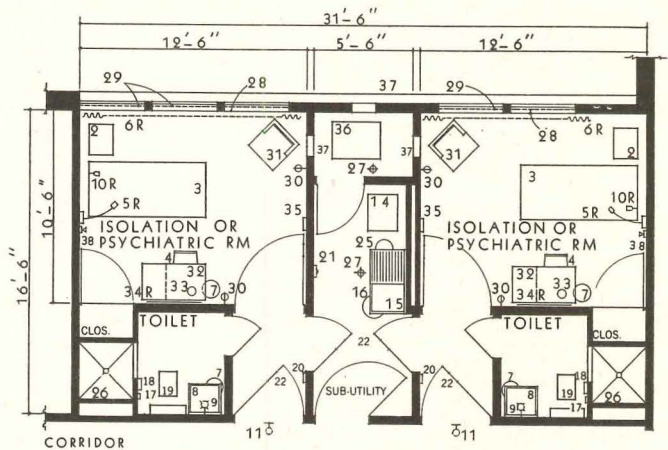 31'-6"
12'-6" 5'-6" 12'-6"
29 28 37 29 28
6R 36 6R
2 31 37 37 31 2
30 27 30
3 3
10R 35 14 35 10R
5R 5R
ISOLATION OR PSYCHIATRIC RM
ISOLATION OR PSYCHIATRIC RM
38 25 38
4 21 27 4
32 32
34R 33 7 30 16 15 30 34R 33 7
10'-6"
16'-6"
CLOS. TOILET TOILET CLOS.
22 22
26 18 7 20 20 7 18 26
17 19 8 22 SUB-UTILITY 22 8 19 17
9 9
11 11
CORRIDOR